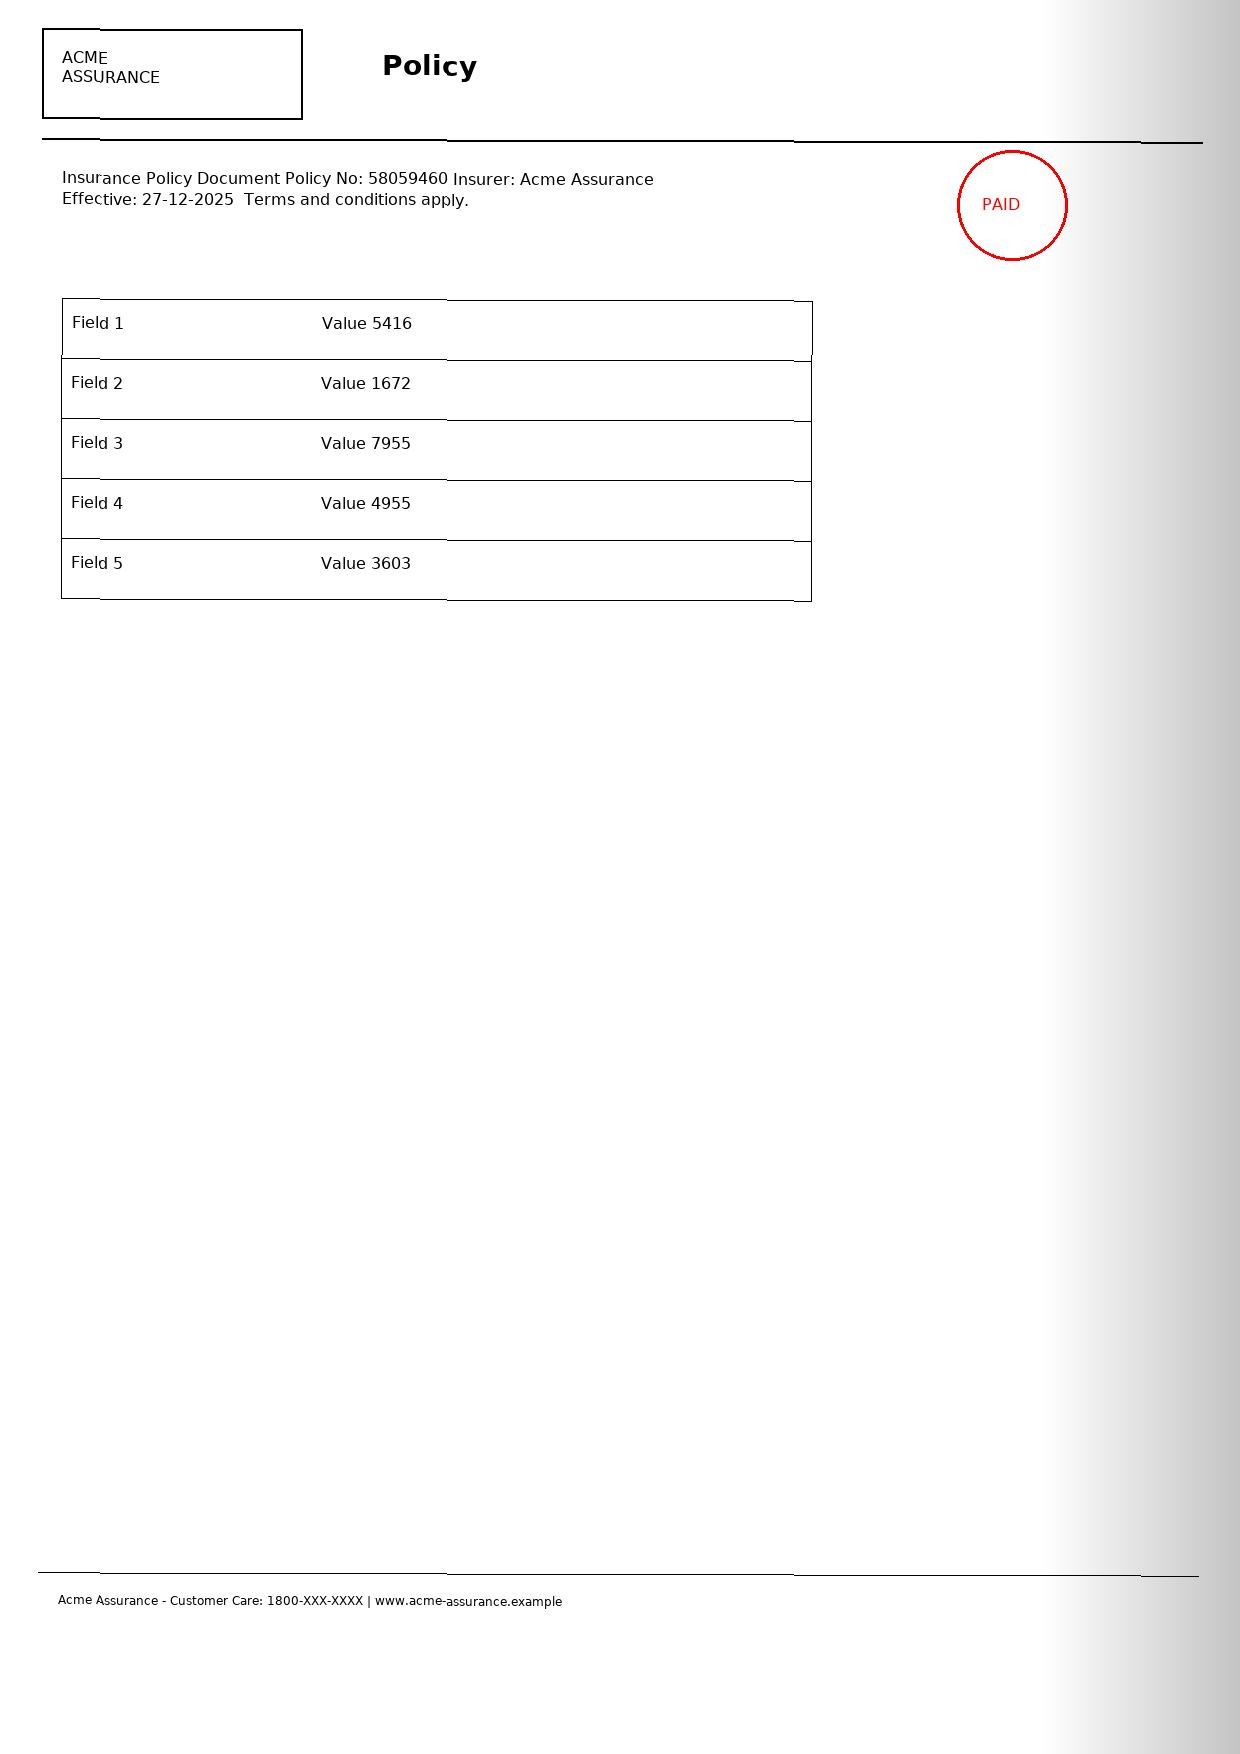 ACME
ASSURANCE
Policy
Insurance Policy Document Policy No: 58059460 Insurer: Acme Assurance
Effective: 27-12-2025  Terms and conditions apply.
PAID
Field 1 Value 5416
Field 2 Value 1672
Field 3 Value 7955
Field 4 Value 4955
Field 5 Value 3603
Acme Assurance - Customer Care: 1800-XXX-XXXX | www.acme-assurance.example